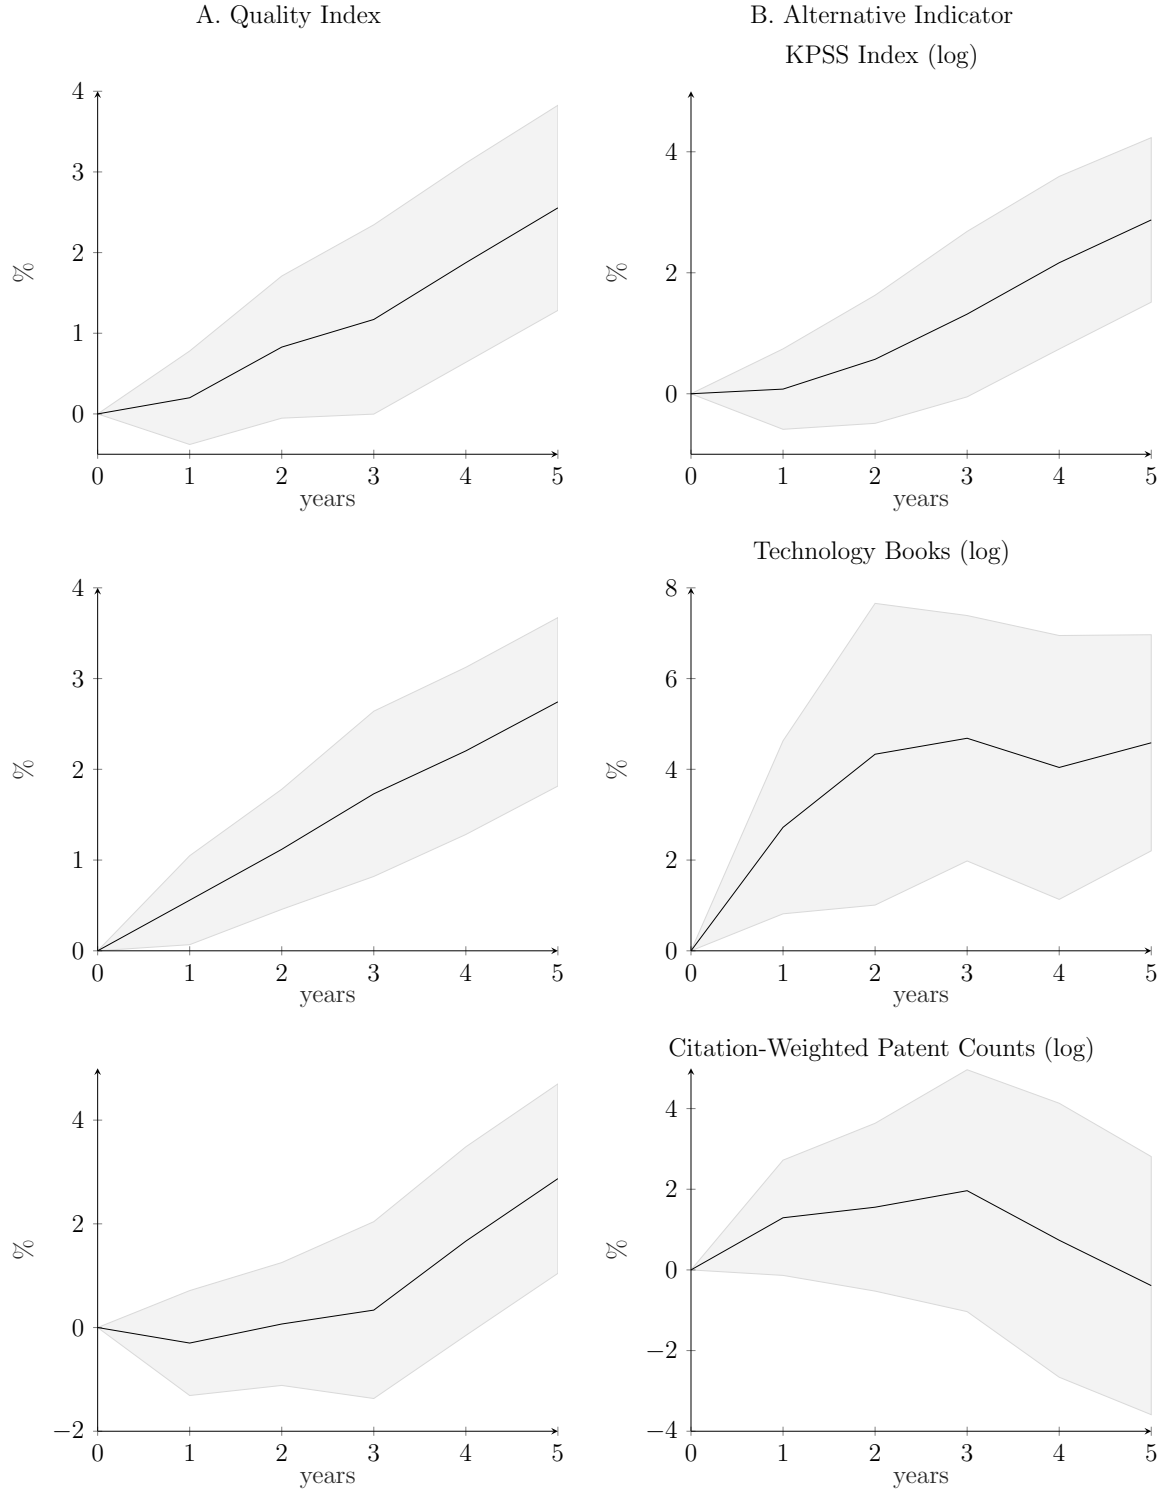 A. Quality Index
B. Alternative Indicator
KPSS Index (log)
4
3
2
1
0
%
0 1 2 3 4 5
years
4
2
0
%
0 1 2 3 4 5
years
Technology Books (log)
4
3
2
1
0
%
0 1 2 3 4 5
years
8
6
4
2
0
%
0 1 2 3 4 5
years
Citation-Weighted Patent Counts (log)
4
2
0
−2
%
0 1 2 3 4 5
years
4
2
0
−2
−4
%
0 1 2 3 4 5
years